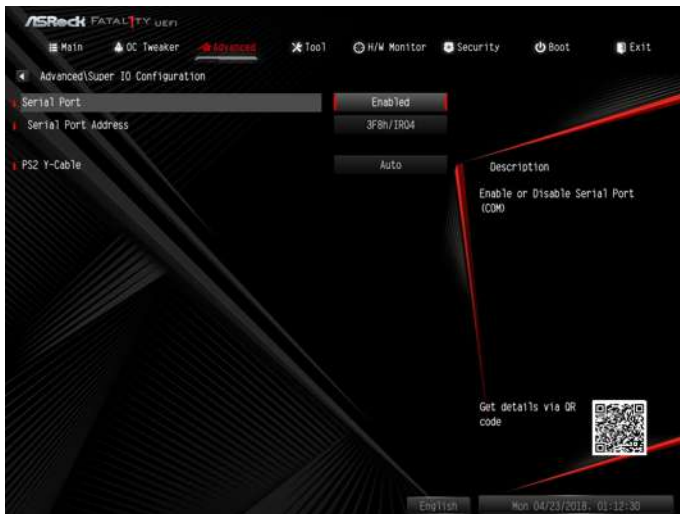 ASRock FATAL1TY UEFI
Main OC Tweaker Advanced Tool H/W Monitor Security Boot Exit
Advanced\Super IO Configuration
Serial Port Enabled
Serial Port Address 3F8h/IRQ4
PS2 Y-Cable Auto
Description
Enable or Disable Serial Port
(COM)
Get details via QR
code
English Mon 04/23/2018. 01:12:30